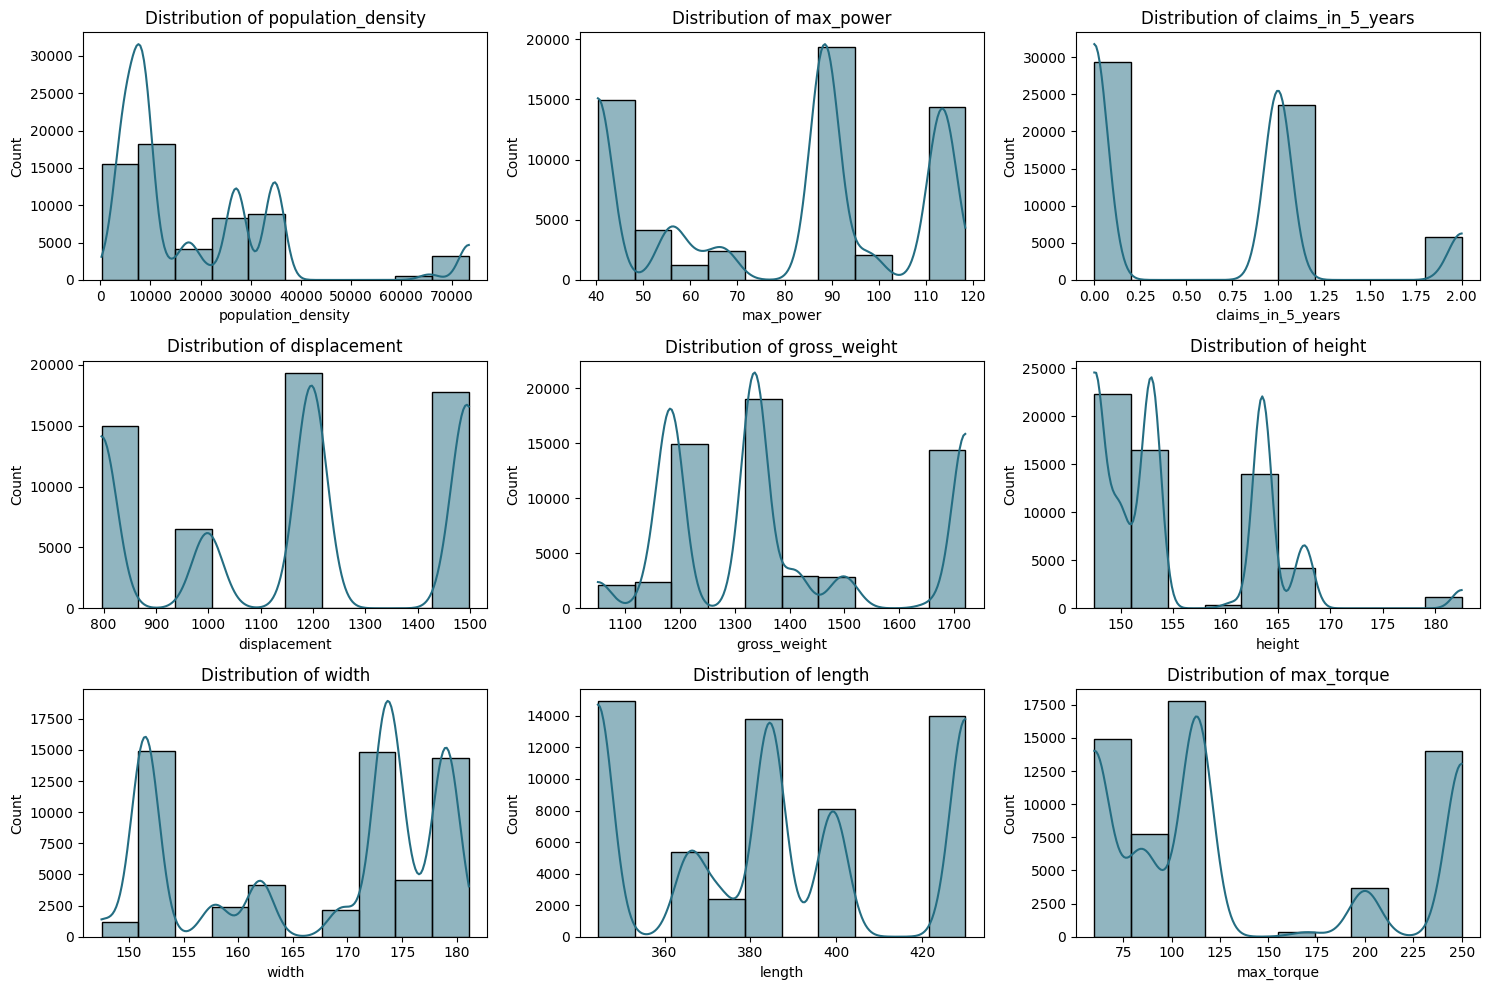 Distribution of population_density
30000
25000
20000
15000
10000
5000
0
Count
0 10000 20000 30000 40000 50000 60000 70000
population_density
Distribution of max_power
20000
15000
10000
5000
0
Count
40 50 60 70 80 90 100 110 120
max_power
Distribution of claims_in_5_years
30000
25000
20000
15000
10000
5000
0
Count
0.00 0.25 0.50 0.75 1.00 1.25 1.50 1.75 2.00
claims_in_5_years
Distribution of displacement
20000
15000
10000
5000
0
Count
800 900 1000 1100 1200 1300 1400 1500
displacement
Distribution of gross_weight
20000
15000
10000
5000
0
Count
1100 1200 1300 1400 1500 1600 1700
gross_weight
Distribution of height
25000
20000
15000
10000
5000
0
Count
150 155 160 165 170 175 180
height
Distribution of width
17500
15000
12500
10000
7500
5000
2500
0
Count
150 155 160 165 170 175 180
width
Distribution of length
14000
12000
10000
8000
6000
4000
2000
0
Count
360 380 400 420
length
Distribution of max_torque
17500
15000
12500
10000
7500
5000
2500
0
Count
75 100 125 150 175 200 225 250
max_torque